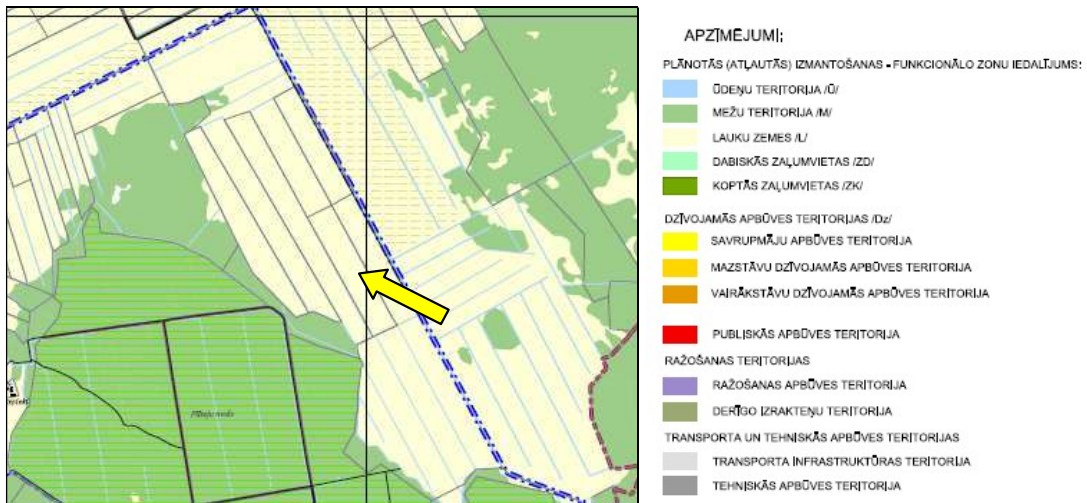 APZĪMĒJUMI:
PLĀNOTĀS (ATĻAUTĀS) IZMANTOŠANAS - FUNKCIONĀLO ZONU IEDALĪJUMS:
ŪDEŅU TERITORIJA /Ū/
MEŽU TERITORIJA /M/
LAUKU ZEMES /L/
DABISKĀS ZAĻUMVIETAS /ZD/
KOPTĀS ZAĻUMVIETAS /ZK/
DZĪVOJAMĀS APBŪVES TERITORIJAS /Dz/
SAVRUPMĀJU APBŪVES TERITORIJA
MAZSTĀVU DZĪVOJAMĀS APBŪVES TERITORIJA
VAIRĀKSTĀVU DZĪVOJAMĀS APBŪVES TERITORIJA
PUBLISKĀS APBŪVES TERITORIJA
RAŽOŠANAS TERITORIJAS
RAŽOŠANAS APBŪVES TERITORIJA
DERĪGO IZRAKTEŅU TERITORIJA
TRANSPORTA UN TEHNISKĀS APBŪVES TERITORIJAS
TRANSPORTA INFRASTRUKTŪRAS TERITORIJA
TEHNISKĀS APBŪVES TERITORIJA